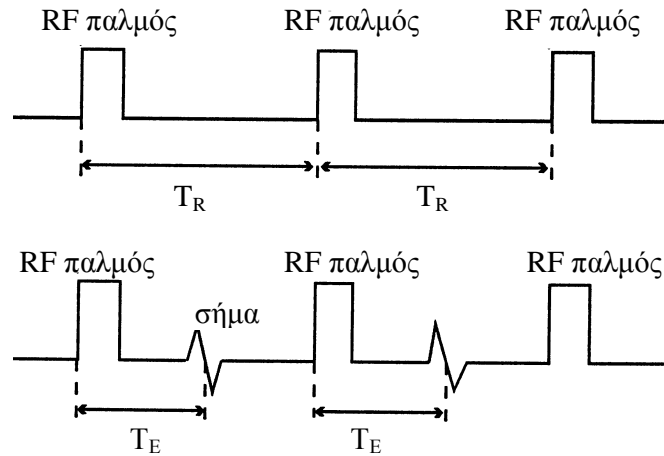 RF παλμός RF παλμός RF παλμός
T_R T_R
RF παλμός RF παλμός RF παλμός
σήμα
T_E T_E